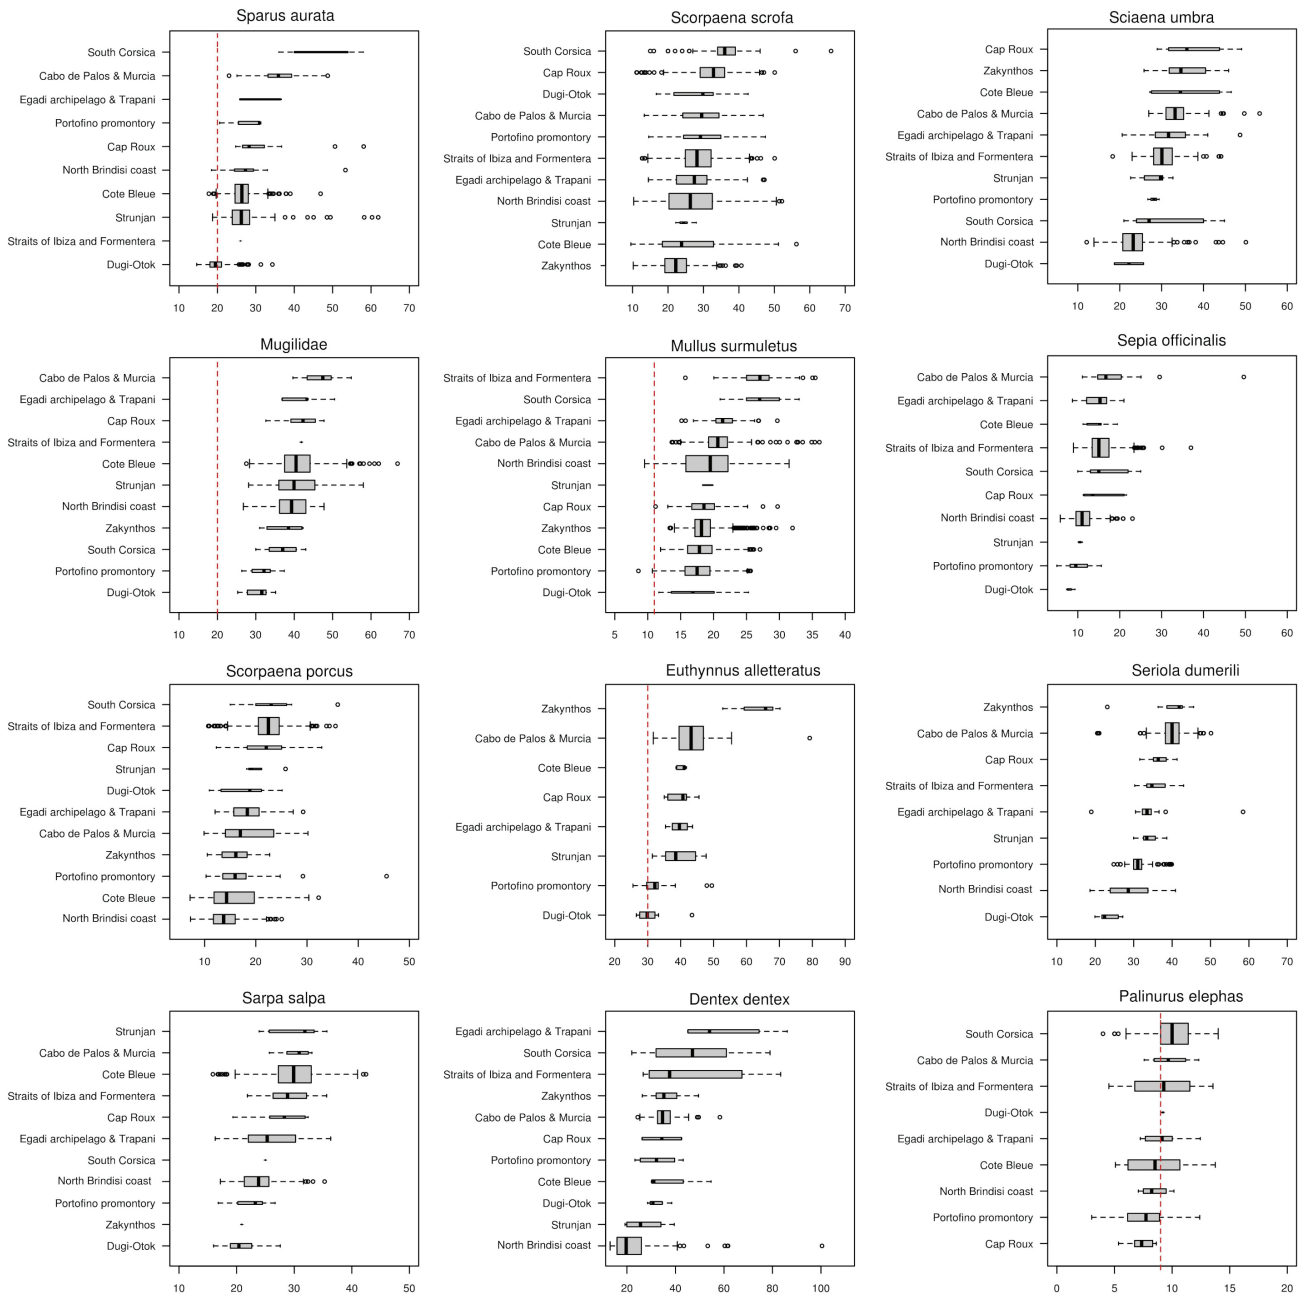 Sparus aurata
South Corsica
Cabo de Palos & Murcia
Egadi archipelago & Trapani
Portofino promontory
Cap Roux
North Brindisi coast
Cote Bleue
Strunjan
Straits of Ibiza and Formentera
Dugi-Otok
10 20 30 40 50 60 70
Scorpaena scrofa
South Corsica
Cap Roux
Dugi-Otok
Cabo de Palos & Murcia
Portofino promontory
Straits of Ibiza and Formentera
Egadi archipelago & Trapani
North Brindisi coast
Strunjan
Cote Bleue
Zakynthos
10 20 30 40 50 60 70
Sciaena umbra
Cap Roux
Zakynthos
Cote Bleue
Cabo de Palos & Murcia
Egadi archipelago & Trapani
Straits of Ibiza and Formentera
Strunjan
Portofino promontory
South Corsica
North Brindisi coast
Dugi-Otok
10 20 30 40 50 60
Mugilidae
Cabo de Palos & Murcia
Egadi archipelago & Trapani
Cap Roux
Straits of Ibiza and Formentera
Cote Bleue
Strunjan
North Brindisi coast
Zakynthos
South Corsica
Portofino promontory
Dugi-Otok
10 20 30 40 50 60 70
Mullus surmuletus
Straits of Ibiza and Formentera
South Corsica
Egadi archipelago & Trapani
Cabo de Palos & Murcia
North Brindisi coast
Strunjan
Cap Roux
Zakynthos
Cote Bleue
Portofino promontory
Dugi-Otok
5 10 15 20 25 30 35 40
Sepia officinalis
Cabo de Palos & Murcia
Egadi archipelago & Trapani
Cote Bleue
Straits of Ibiza and Formentera
South Corsica
Cap Roux
North Brindisi coast
Strunjan
Portofino promontory
Dugi-Otok
10 20 30 40 50 60
Scorpaena porcus
South Corsica
Straits of Ibiza and Formentera
Cap Roux
Strunjan
Dugi-Otok
Egadi archipelago & Trapani
Cabo de Palos & Murcia
Zakynthos
Portofino promontory
Cote Bleue
North Brindisi coast
10 20 30 40 50
Euthynnus alletteratus
Zakynthos
Cabo de Palos & Murcia
Cote Bleue
Cap Roux
Egadi archipelago & Trapani
Strunjan
Portofino promontory
Dugi-Otok
20 30 40 50 60 70 80 90
Seriola dumerili
Zakynthos
Cabo de Palos & Murcia
Cap Roux
Straits of Ibiza and Formentera
Egadi archipelago & Trapani
Strunjan
Portofino promontory
North Brindisi coast
Dugi-Otok
20 30 40 50 60 70
Sarpa salpa
Strunjan
Cabo de Palos & Murcia
Cote Bleue
Straits of Ibiza and Formentera
Cap Roux
Egadi archipelago & Trapani
South Corsica
North Brindisi coast
Portofino promontory
Zakynthos
Dugi-Otok
10 20 30 40 50
Dentex dentex
Egadi archipelago & Trapani
South Corsica
Straits of Ibiza and Formentera
Zakynthos
Cabo de Palos & Murcia
Cap Roux
Portofino promontory
Cote Bleue
Dugi-Otok
Strunjan
North Brindisi coast
20 40 60 80 100
Palinurus elephas
South Corsica
Cabo de Palos & Murcia
Straits of Ibiza and Formentera
Dugi-Otok
Egadi archipelago & Trapani
Cote Bleue
North Brindisi coast
Portofino promontory
Cap Roux
0 5 10 15 20